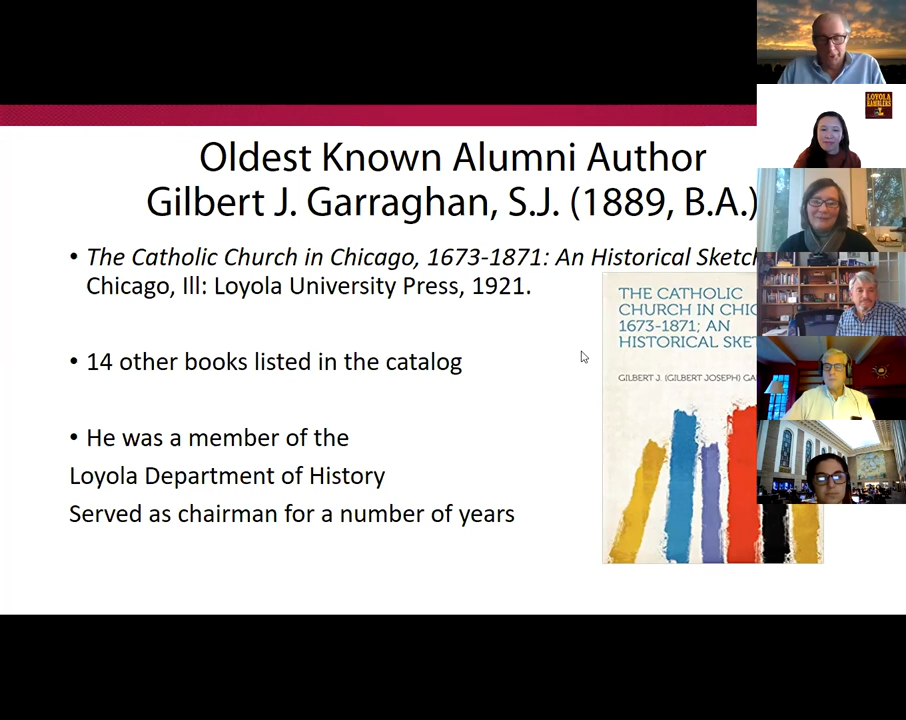 Oldest Known Alumni Author
Gilbert J. Garraghan, S.J. (1889, B.A.)
• The Catholic Church in Chicago, 1673-1871: An Historical Sketch
Chicago, Ill: Loyola University Press, 1921.
• 14 other books listed in the catalog
• He was a member of the
Loyola Department of History
Served as chairman for a number of years
THE CATHOLIC
CHURCH IN CHIC
1673-1871; AN
HISTORICAL SKET
GILBERT J. (GILBERT JOSEPH) GA
LOYOLA
RAMBLERS